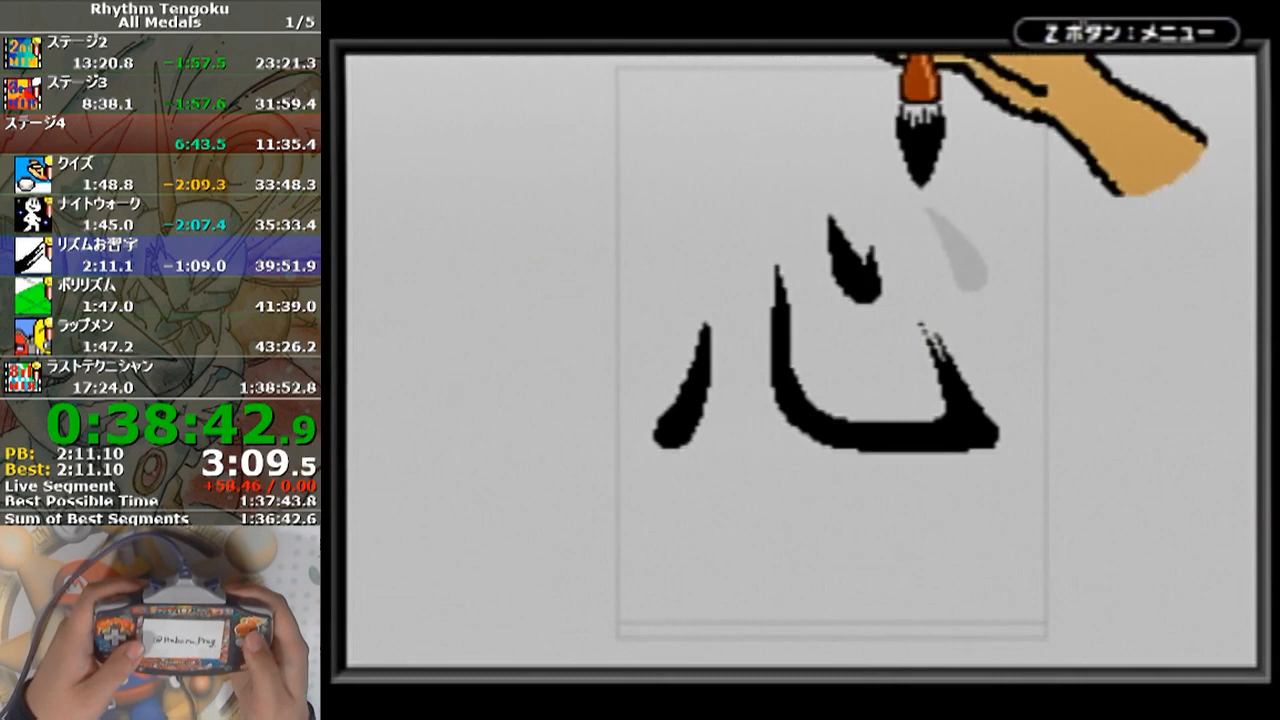 Rhythm Tengoku
All Medals 1/5
ステージ2
13:20.8 -1:57.5 23:21.3
ステージ3
8:38.1 -1:57.6 31:59.4
ステージ4
6:43.5 11:35.4
クイズ
1:48.8 -2:09.3 33:48.3
ナイトウォーク
1:45.0 -2:07.4 35:33.4
リズムお習字
2:11.1 -1:09.0 39:51.9
ポリリズム
1:47.0 41:39.0
ラップメン
1:47.2 43:26.2
ラストテクニシャン
17:24.0 1:38:52.8
0:38:42.9
PB: 2:11.10
Best: 2:11.10
3:09.5
Live Segment +58.46 / 0.00
Best Possible Time 1:37:43.8
Sum of Best Segments 1:36:42.6
Z ボタン：メニュー
心